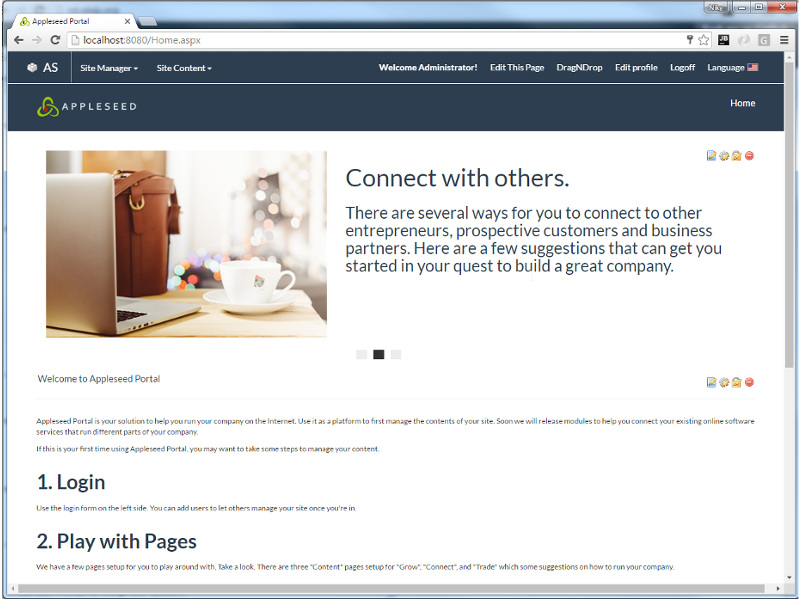 Appleseed Portal
localhost:8080/Home.aspx
AS Site Manager Site Content Welcome Administrator! Edit This Page DragNDrop Edit profile Logoff Language
APPLESEED Home
Connect with others.
There are several ways for you to connect to other
entrepreneurs, prospective customers and business
partners. Here are a few suggestions that can get you
started in your quest to build a great company.
Welcome to Appleseed Portal
Appleseed Portal is your solution to help you run your company on the Internet. Use it as a platform to first manage the contents of your site. Soon we will release modules to help you connect your existing online software
services that run different parts of your company.
If this is your first time using Appleseed Portal, you may want to take some steps to manage your content.
1. Login
Use the login form on the left side. You can add users to let others manage your site once you're in.
2. Play with Pages
We have a few pages setup for you to play around with. Take a look. There are three "Content" pages setup for "Grow", "Connect", and "Trade" which some suggestions on how to run your company.